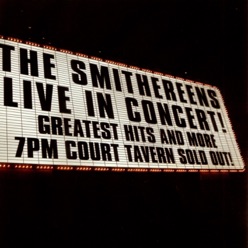 THE SMITHEREENS
LIVE IN CONCERT!
GREATEST HITS AND MORE
7PM COURT TAVERN SOLD OUT!